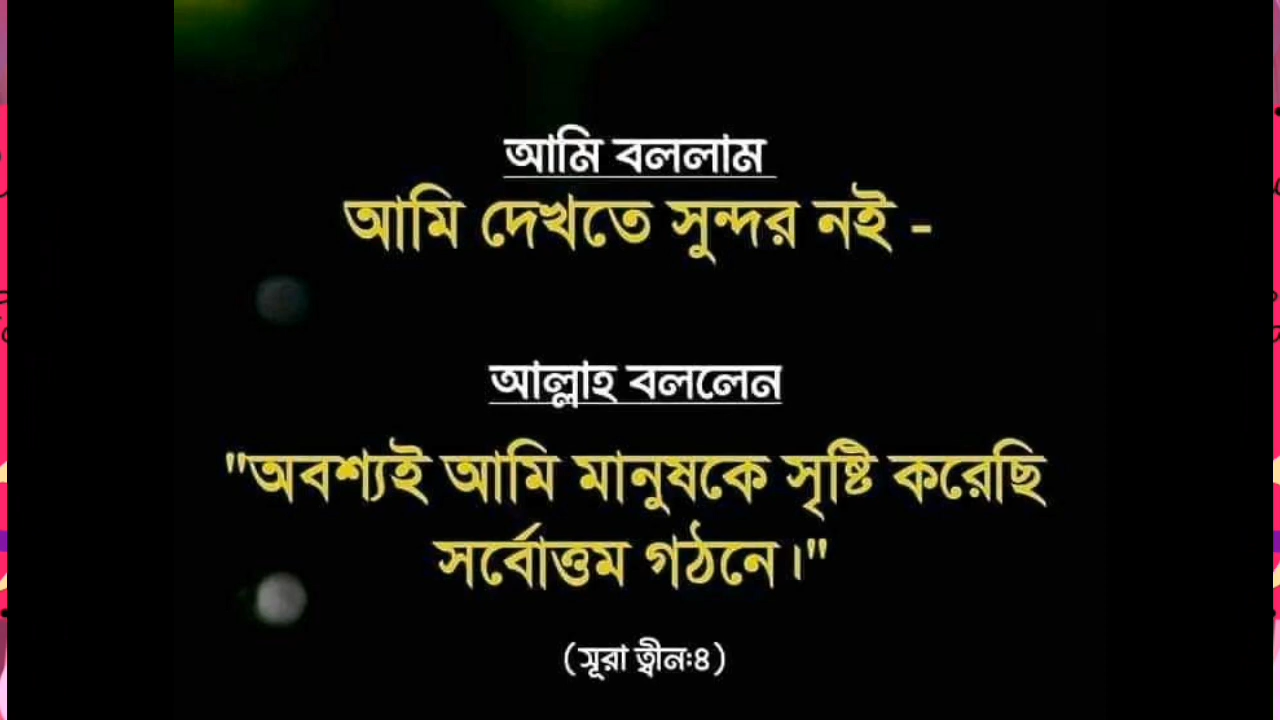 আমি বললাম
আমি দেখতে সুন্দর নই -
আল্লাহ বললেন
"অবশ্যই আমি মানুষকে সৃষ্টি করেছি
সর্বোত্তম গঠনে।"
(সূরা ত্বীনঃ৪)